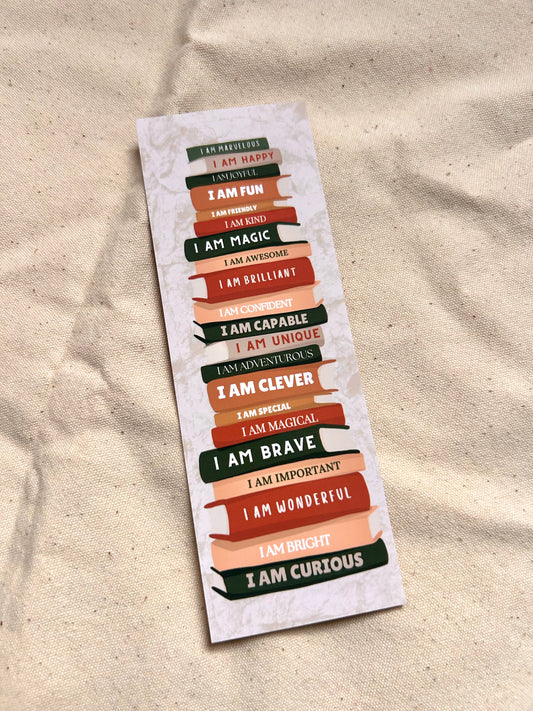 I AM MARVELOUS
I AM HAPPY
I AM JOYFUL
I AM FUN
I AM FRIENDLY
I AM KIND
I AM MAGIC
I AM AWESOME
I AM BRILLIANT
I AM CONFIDENT
I AM CAPABLE
I AM UNIQUE
I AM ADVENTUROUS
I AM CLEVER
I AM SPECIAL
I AM MAGICAL
I AM BRAVE
I AM IMPORTANT
I AM WONDERFUL
I AM BRIGHT
I AM CURIOUS